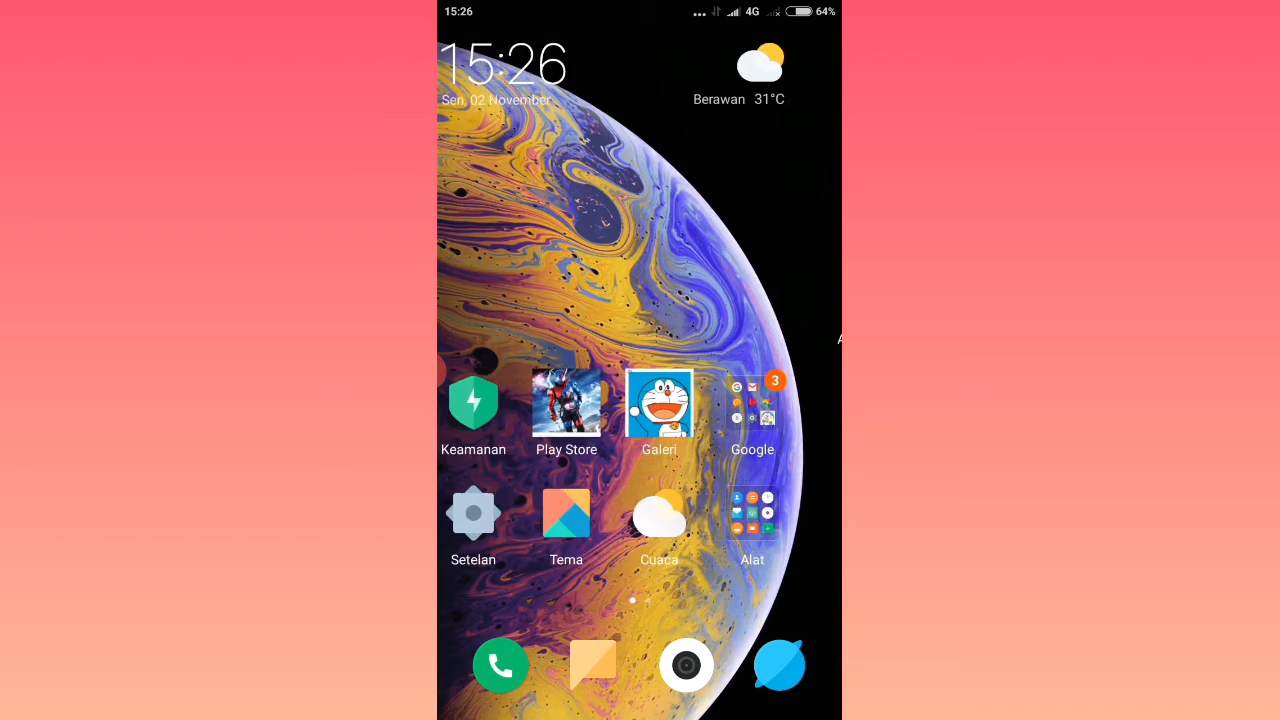 15:26
4G
64%
15:26
Sen, 02 November
Berawan 31°C
3
Keamanan
Play Store
Galeri
Google
Setelan
Tema
Cuaca
Alat